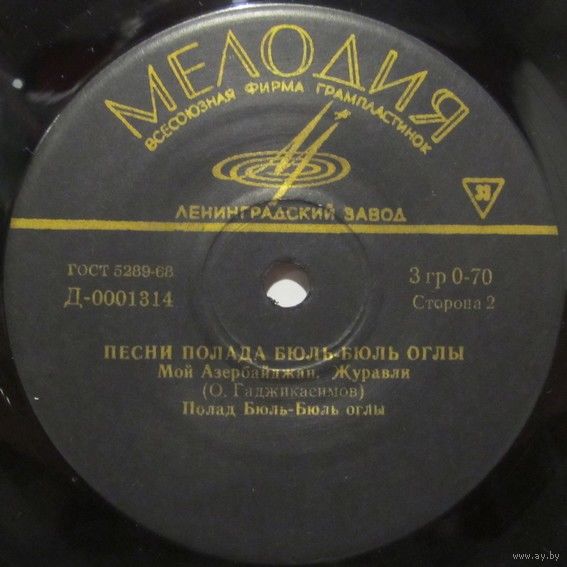 МЕЛОДИЯ
ВСЕСОЮЗНАЯ ФИРМА ГРАМПЛАСТИНОК
ЛЕНИНГРАДСКИЙ ЗАВОД
33
ГОСТ 5289-68
3 гр 0-70
Д-0001314
Сторона 2
ПЕСНИ ПОЛАДА БЮЛЬ-БЮЛЬ ОГЛЫ
Мой Азербайджан. Журавли
(О. Гаджикасимов)
Полад Бюль-Бюль оглы
www.ay.by